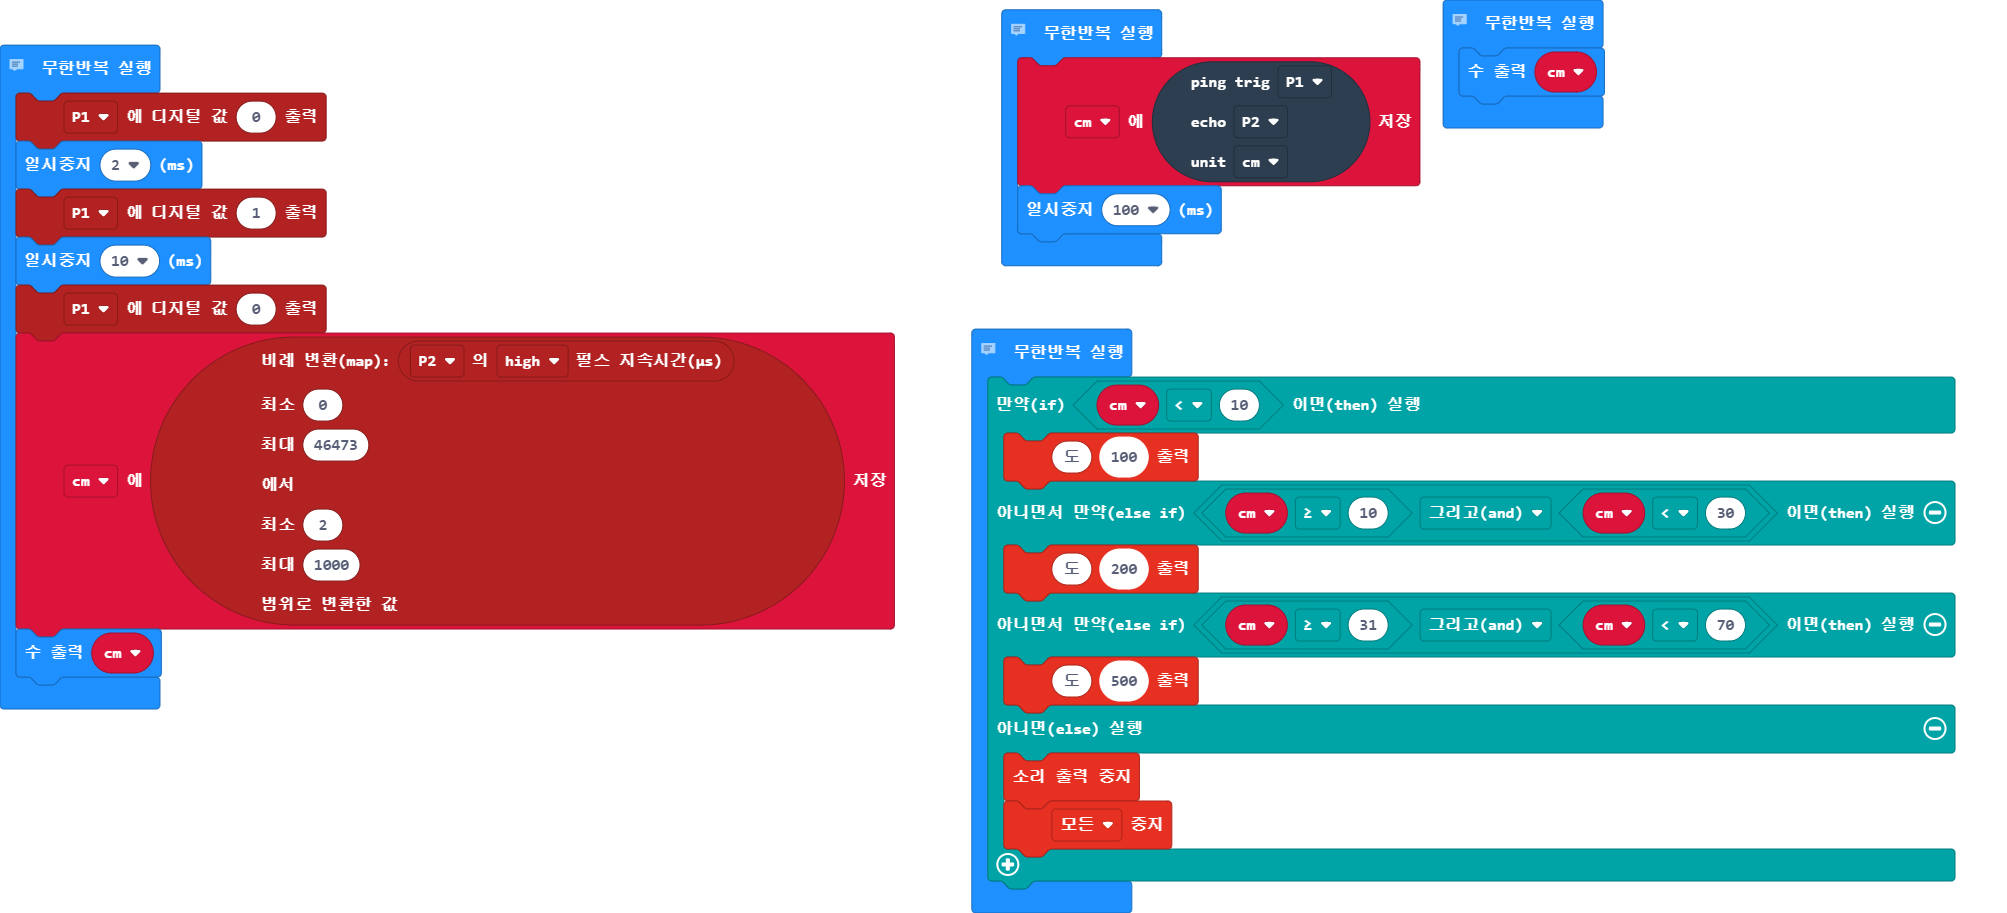 무한반복 실행
P1 에 디지털 값 0 출력
일시중지 2 (ms)
P1 에 디지털 값 1 출력
일시중지 10 (ms)
P1 에 디지털 값 0 출력
cm 에
비례 변환(map): P2 의 high 펄스 지속시간(µs)
최소 0
최대 46473
에서
최소 2
최대 1000
범위로 변환한 값
저장
수 출력 cm
무한반복 실행
cm 에
ping trig P1
echo P2
unit cm
저장
일시중지 100 (ms)
무한반복 실행
수 출력 cm
무한반복 실행
만약(if) cm < 10 이면(then) 실행
도 100 출력
아니면서 만약(else if) cm ≥ 10 그리고(and) cm < 30 이면(then) 실행
도 200 출력
아니면서 만약(else if) cm ≥ 31 그리고(and) cm < 70 이면(then) 실행
도 500 출력
아니면(else) 실행
소리 출력 중지
모든 중지